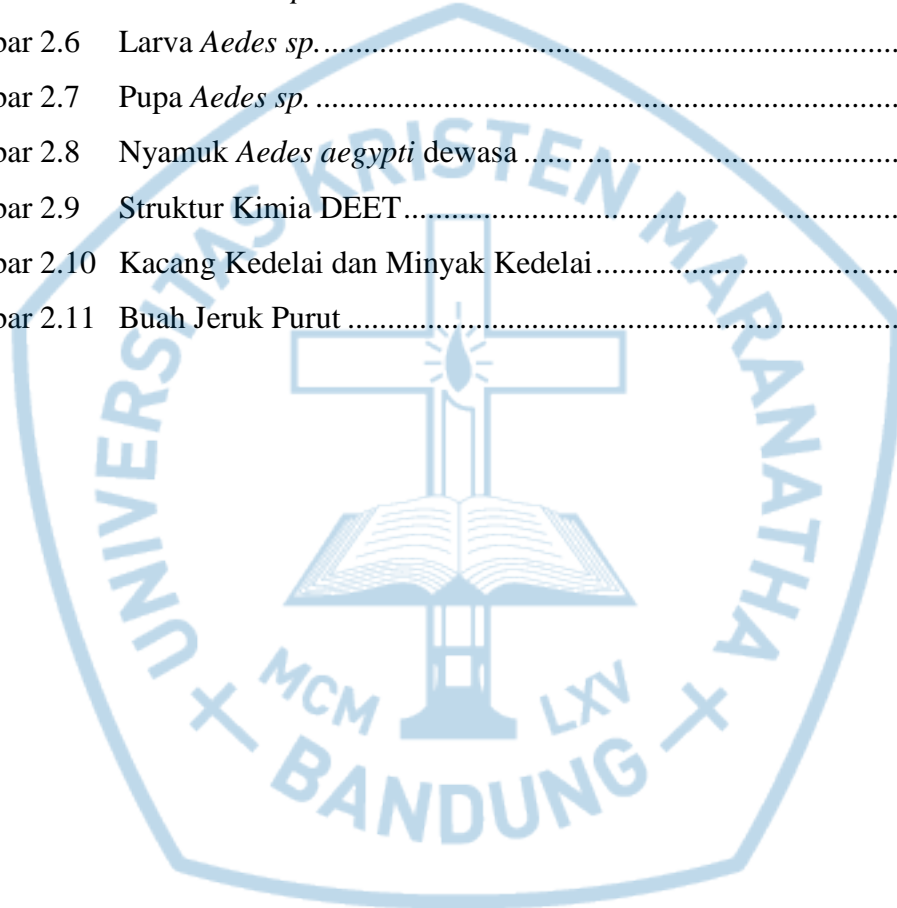 bar 2.6 Larva Aedes sp. ........................................................................
bar 2.7 Pupa Aedes sp. ........................................................................
bar 2.8 Nyamuk Aedes aegypti dewasa ..............................................
bar 2.9 Struktur Kimia DEET.............................................................
bar 2.10 Kacang Kedelai dan Minyak Kedelai.....................................
bar 2.11 Buah Jeruk Purut ....................................................................
UNIVERSITAS KRISTEN MARANATHA
MCM LXV
BANDUNG